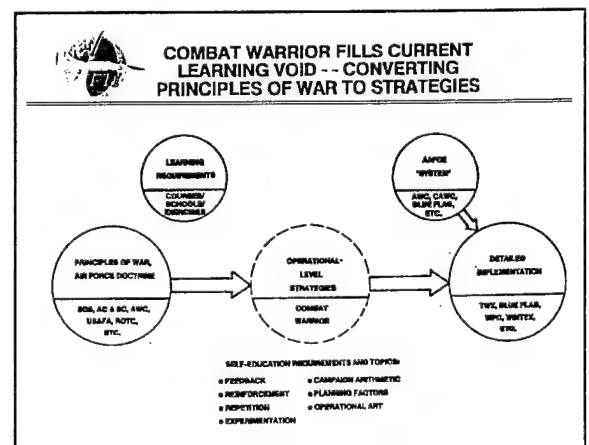 COMBAT WARRIOR FILLS CURRENT
LEARNING VOID -- CONVERTING
PRINCIPLES OF WAR TO STRATEGIES
LEARNING
REQUIREMENTS
COURSES/
SCHOOLS/
EXERCISES
AFFOE
"SYSTEM"
AWC, CAWC,
BLUE FLAG,
ETC.
PRINCIPLES OF WAR,
AIR FORCE DOCTRINE
SOS, AC & SC, AWC,
USAFA, ROTC,
ETC.
OPERATIONAL-
LEVEL
STRATEGIES
COMBAT
WARRIOR
DETAILED
IMPLEMENTATION
BLUE FLAG,
WPC, WINTEX,
ETC.
SELF-EDUCATION REQUIREMENTS AND TOPICS:
• FEEDBACK
• REINFORCEMENT
• REPETITION
• EXPERIMENTATION
• CAMPAIGN ARITHMETIC
• PLANNING FACTORS
• OPERATIONAL ART